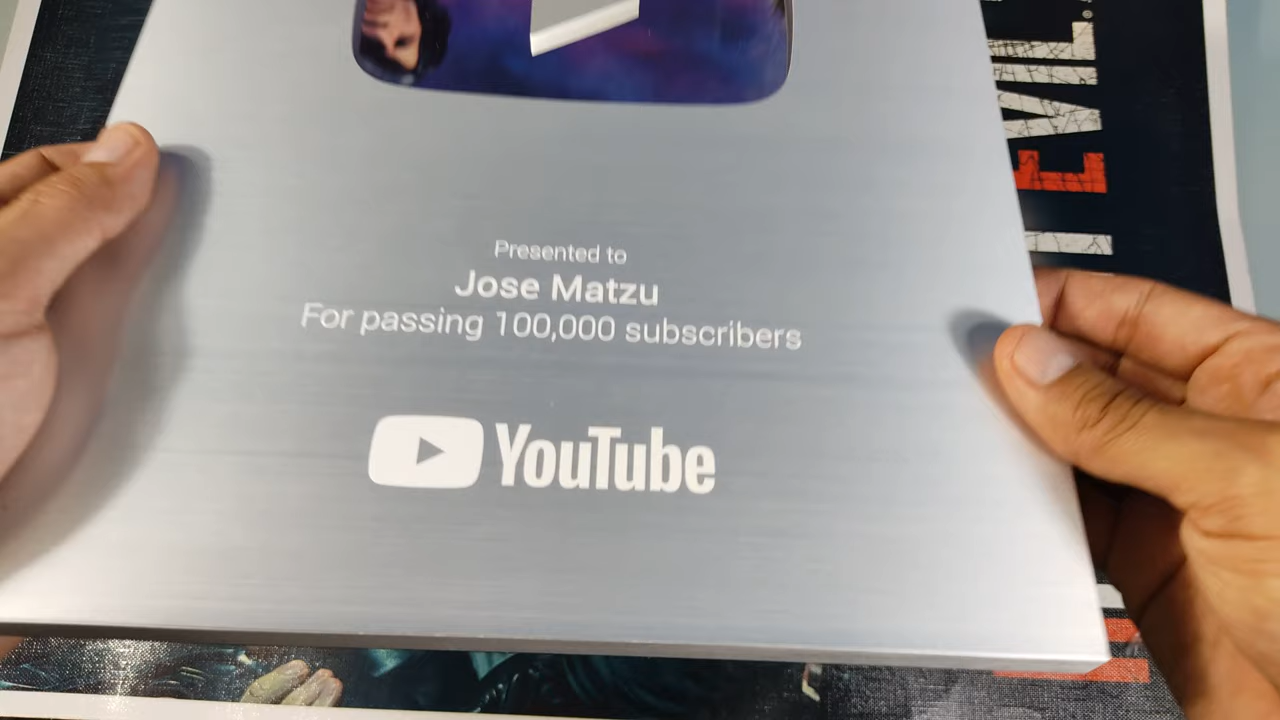 Presented to
Jose Matzu
For passing 100,000 subscribers
YouTube
EVIL